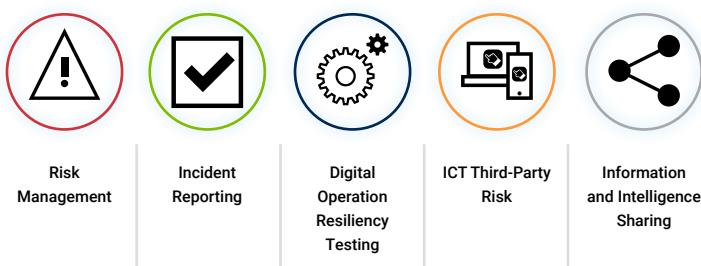 Risk
Management
Incident
Reporting
Digital
Operation
Resiliency
Testing
ICT Third-Party
Risk
Information
and Intelligence
Sharing